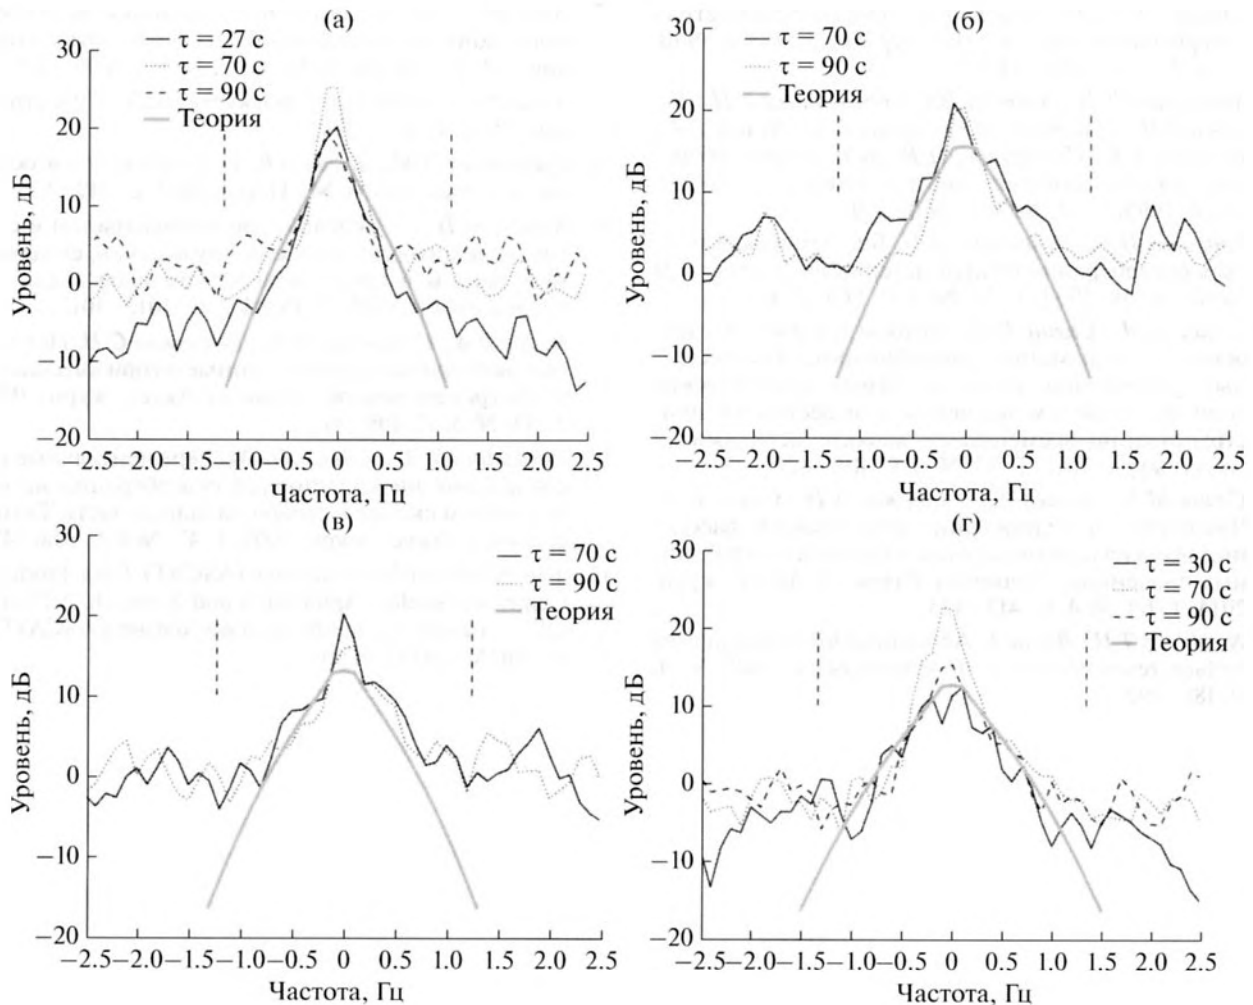 (а)
30
20
10
0
−10
−20
Уровень, дБ
τ = 27 с
τ = 70 с
τ = 90 с
Теория
−2.5 −2.0 −1.5 −1.0 −0.5 0 0.5 1.0 1.5 2.0 2.5
Частота, Гц
(б)
30
20
10
0
−10
−20
Уровень, дБ
τ = 70 с
τ = 90 с
Теория
−2.5 −2.0 −1.5 −1.0 −0.5 0 0.5 1.0 1.5 2.0 2.5
Частота, Гц
(в)
30
20
10
0
−10
−20
Уровень, дБ
τ = 70 с
τ = 90 с
Теория
−2.5 −2.0 −1.5 −1.0 −0.5 0 0.5 1.0 1.5 2.0 2.5
Частота, Гц
(г)
30
20
10
0
−10
−20
Уровень, дБ
τ = 30 с
τ = 70 с
τ = 90 с
Теория
−2.5 −2.0 −1.5 −1.0 −0.5 0 0.5 1.0 1.5 2.0 2.5
Частота, Гц